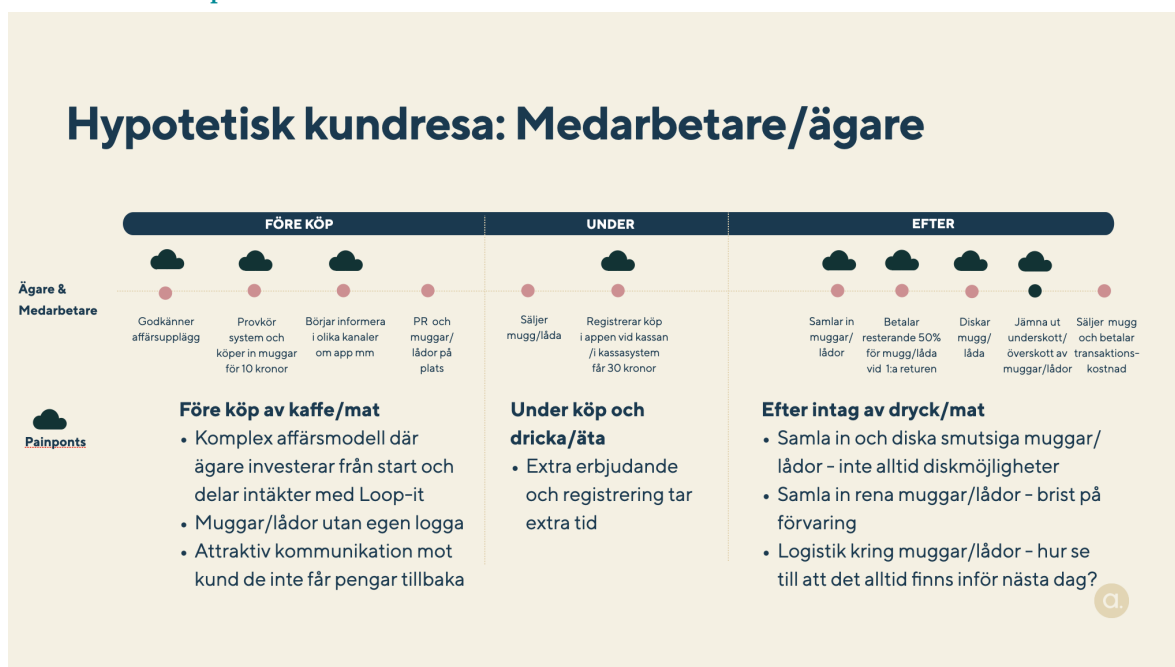 Hypotetisk kundresa: Medarbetare/ägare
FÖRE KÖP
UNDER
EFTER
Ägare &
Medarbetare
Godkänner
affärsupplägg
Provkör
system och
köper in muggar
för 10 kronor
Börjar informera
i olika kanaler
om app mm
PR och
muggar/
lådor på
plats
Säljer
mugg/låda
Registrerar köp
i appen vid kassan
/i kassasystem
får 30 kronor
Samlar in
muggar/
lådor
Betalar
resterande 50%
för mugg/låda
vid 1:a returen
Diskar
mugg/
låda
Jämna ut
underskott/
överskott av
muggar/lådor
Säljer mugg
och betalar
transaktions-
kostnad
Painponts
Före köp av kaffe/mat
• Komplex affärsmodell där
ägare investerar från start och
delar intäkter med Loop-it
• Muggar/lådor utan egen logga
• Attraktiv kommunikation mot
kund de inte får pengar tillbaka
Under köp och
dricka/äta
• Extra erbjudande
och registrering tar
extra tid
Efter intag av dryck/mat
• Samla in och diska smutsiga muggar/
lådor - inte alltid diskmöjligheter
• Samla in rena muggar/lådor - brist på
förvaring
• Logistik kring muggar/lådor - hur se
till att det alltid finns inför nästa dag?
a.